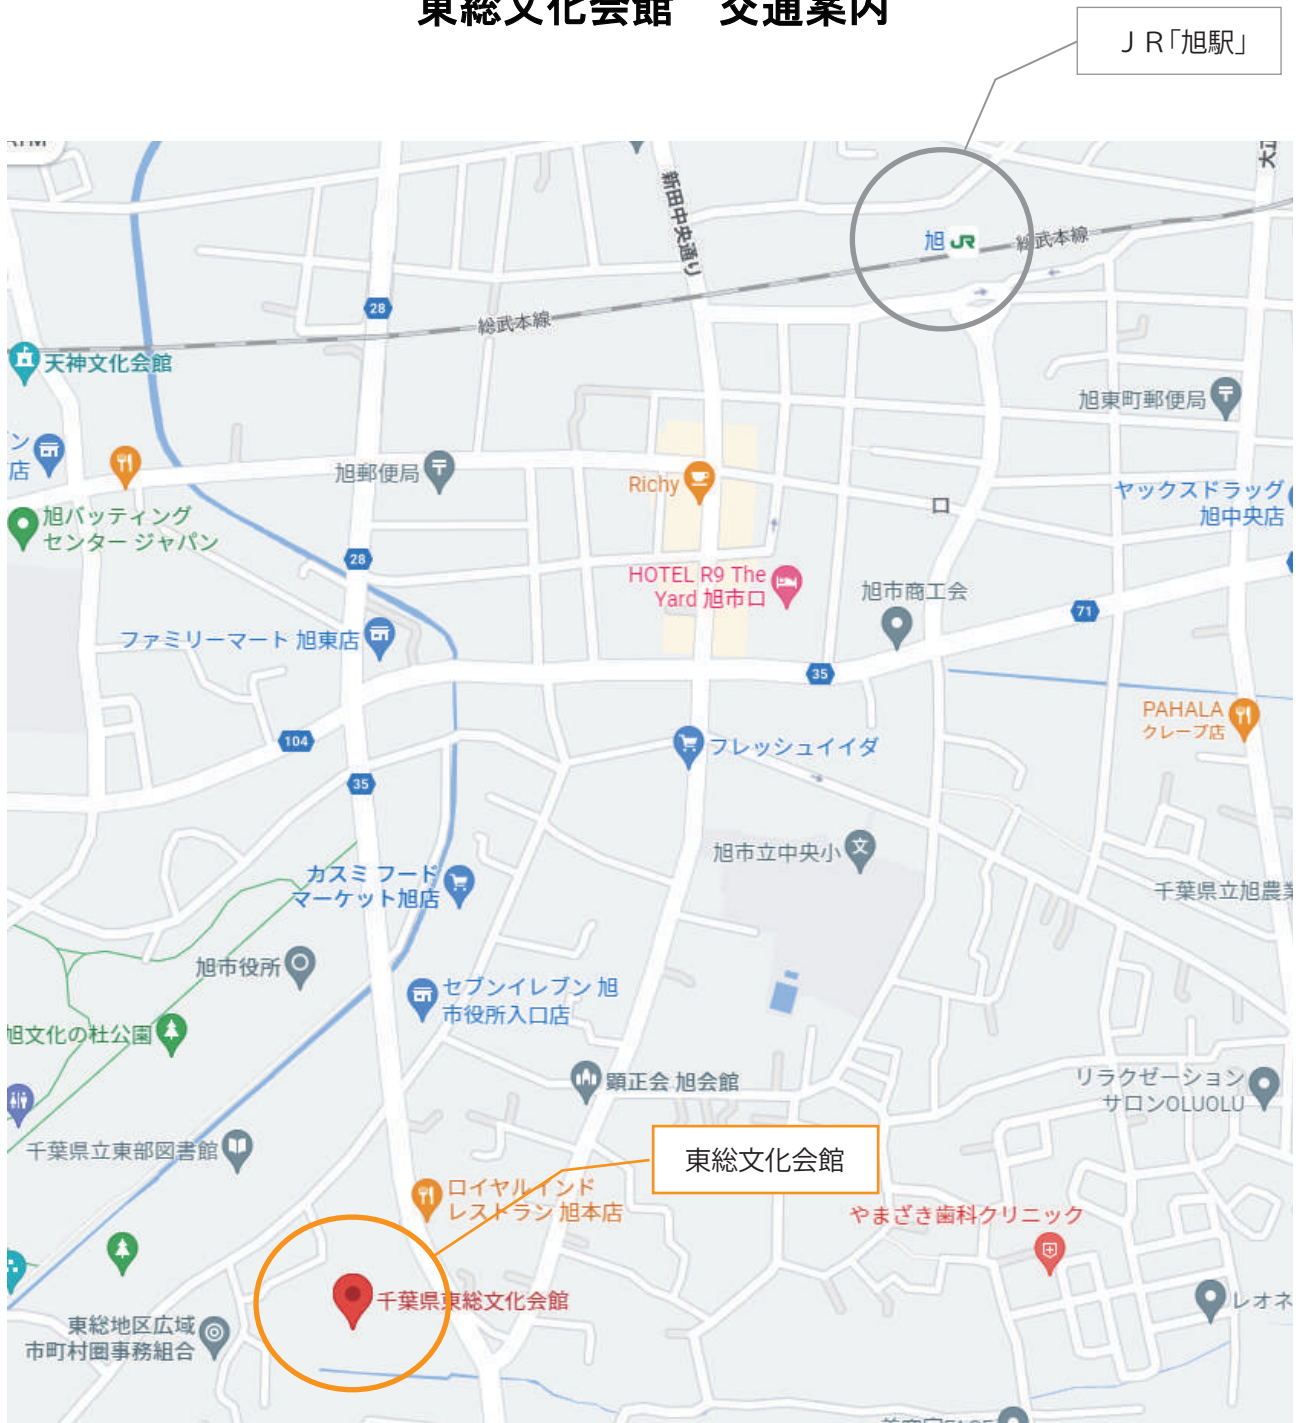 東総文化会館　交通案内
ＪＲ「旭駅」
新田中央通り
旭 JR
総武本線
28
総武本線
天神文化会館
旭東町郵便局
店
旭郵便局
Richy
ヤックスドラッグ
旭中央店
旭バッティング
センター ジャパン
28
HOTEL R9 The
Yard 旭市口
旭市商工会
71
ファミリーマート 旭東店
35
PAHALA
クレープ店
104
フレッシュイイダ
35
旭市立中央小
カスミ フード
マーケット旭店
千葉県立旭農業
旭市役所
セブンイレブン 旭
市役所入口店
旭文化の杜公園
顕正会 旭会館
リラクゼーション
サロンOLUOLU
千葉県立東部図書館
東総文化会館
ロイヤルインド
レストラン 旭本店
やまざき歯科クリニック
千葉県東総文化会館
レオネ
東総地区広域
市町村圏事務組合